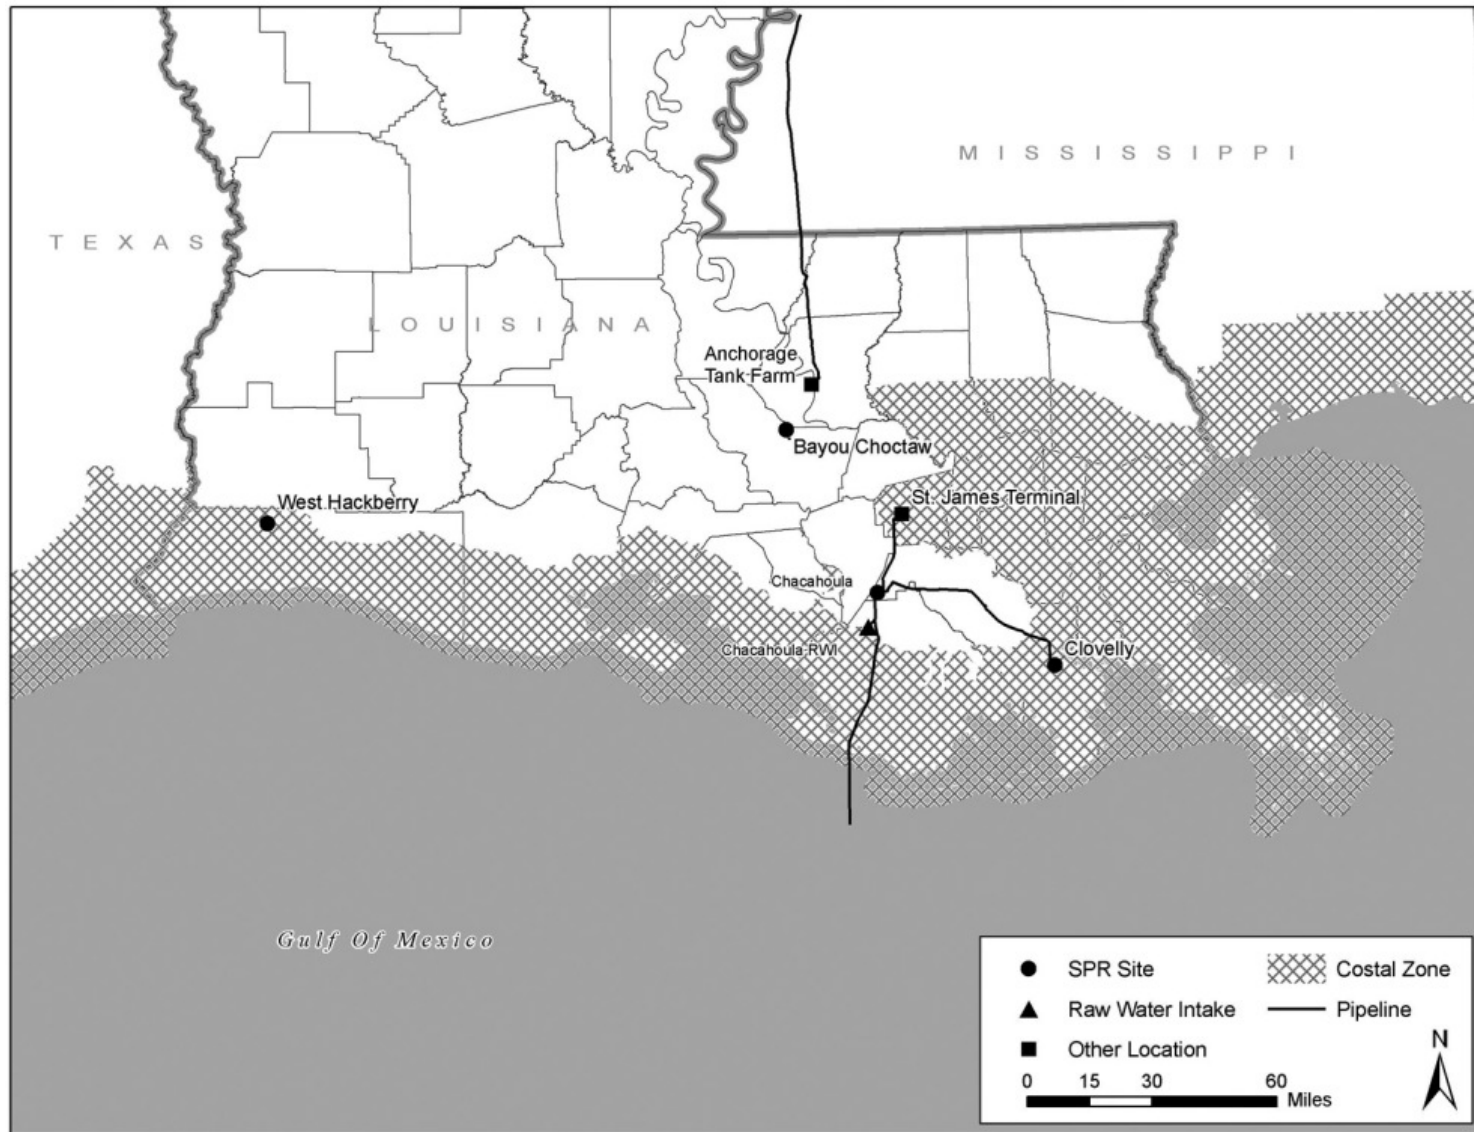 MISSISSIPPI
TEXAS
LOUISIANA
Anchorage
Tank Farm
Bayou Choctaw
West Hackberry
St. James Terminal
Chacahoula
Chacahoula RWI
Clovelly
Gulf Of Mexico
SPR Site
Costal Zone
Raw Water Intake
Pipeline
Other Location
N
0 15 30 60
Miles